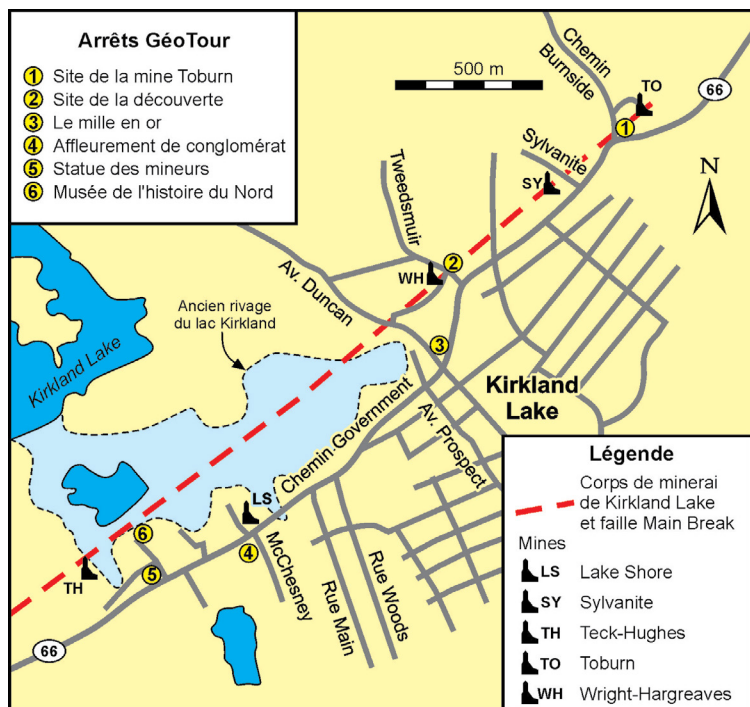 Arrêts GéoTour
1 Site de la mine Toburn
2 Site de la découverte
3 Le mille en or
4 Affleurement de conglomérat
5 Statue des mineurs
6 Musée de l'histoire du Nord
500 m
Chemin
Burnside
TO
66
1
Sylvanite
SY
N
Tweedsmuir
2
WH
Av. Duncan
Ancien rivage
du lac Kirkland
Kirkland Lake
3
Kirkland
Lake
Chemin Government
Av. Prospect
LS
6
4
McChesney
TH
5
Rue Main
Rue Woods
66
Légende
Corps de minerai
de Kirkland Lake
et faille Main Break
Mines
LS Lake Shore
SY Sylvanite
TH Teck-Hughes
TO Toburn
WH Wright-Hargreaves